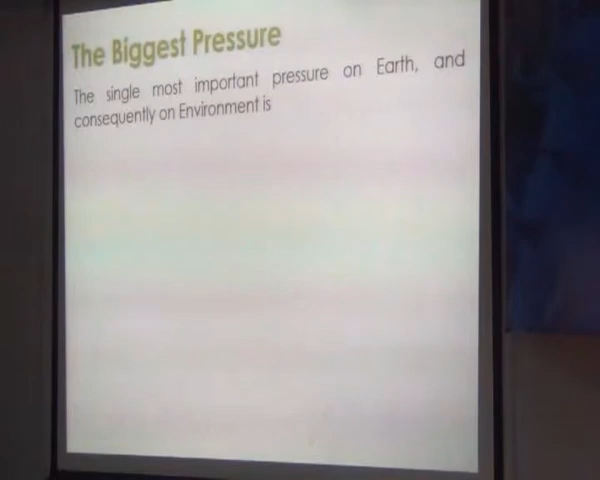 The Biggest Pressure
The single most important pressure on Earth, and
consequently on Environment is